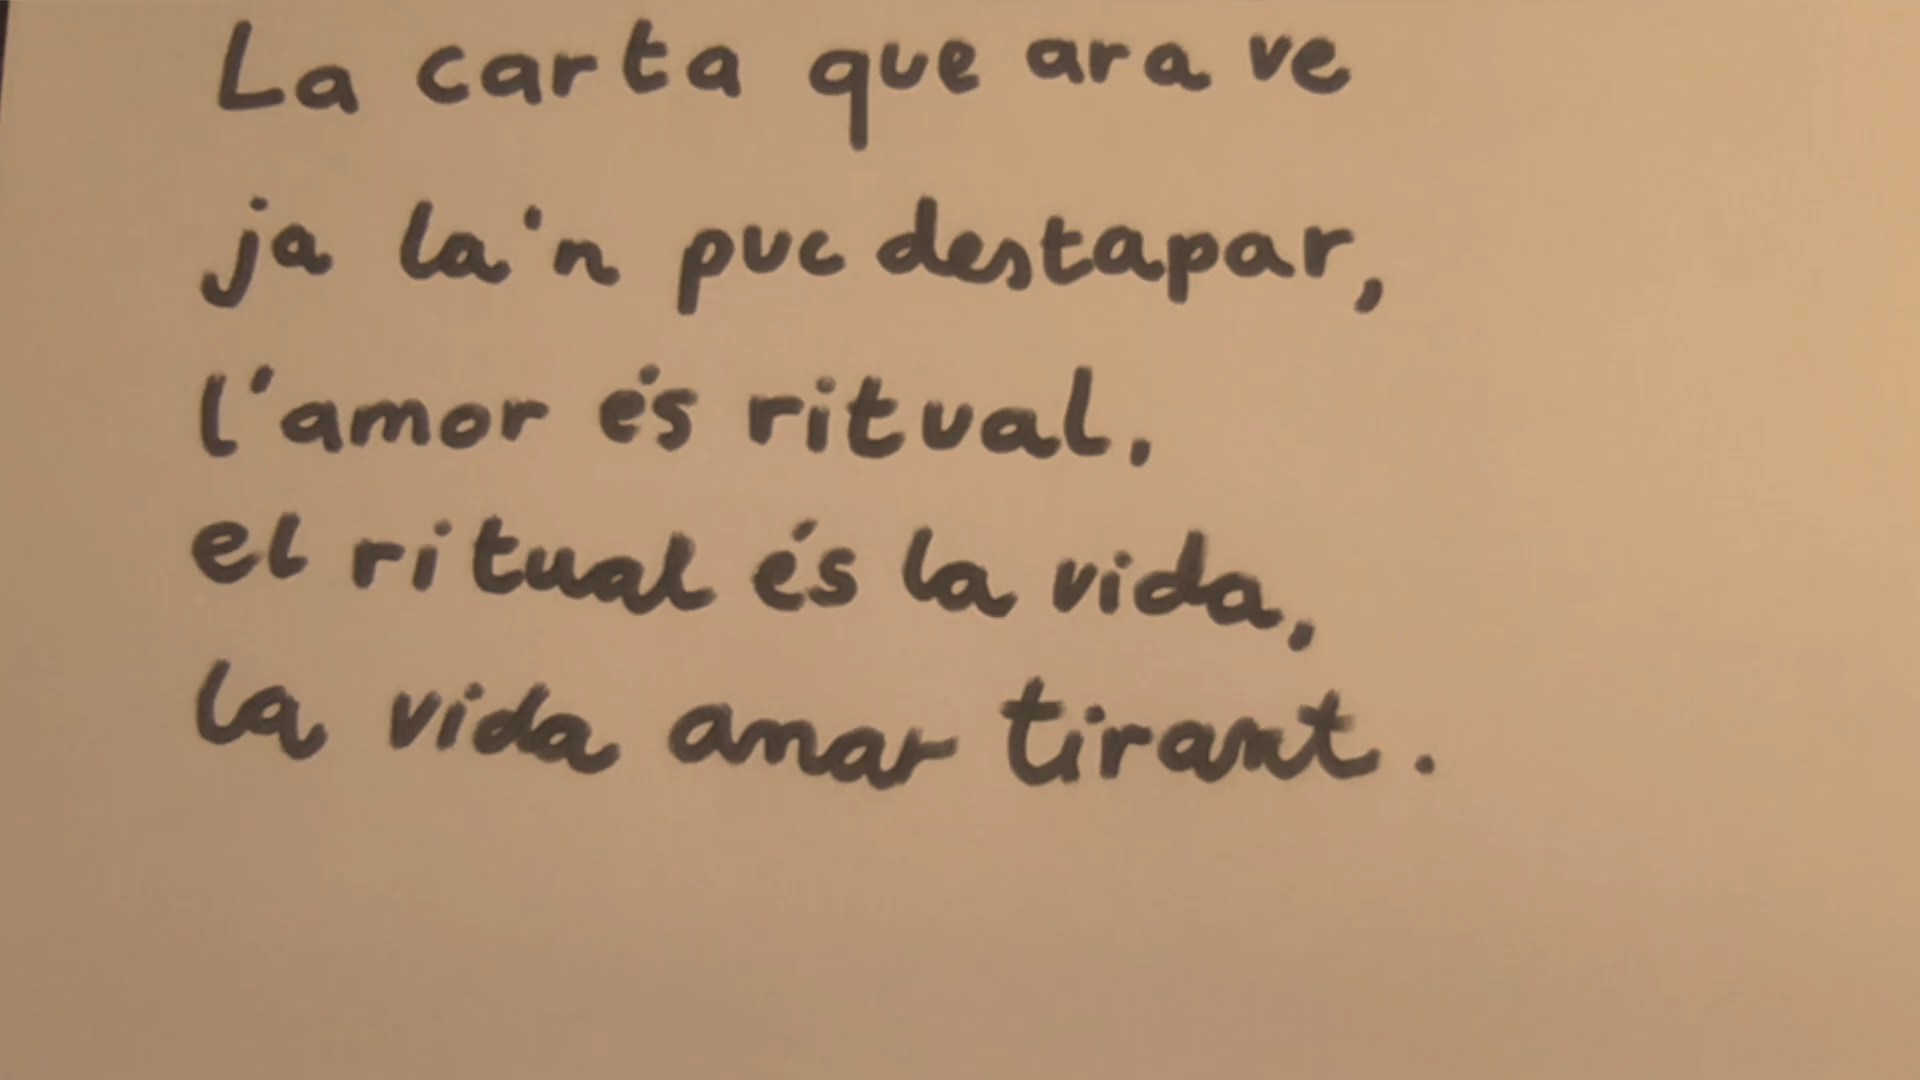 La carta que ara ve
ja la'n puc destapar,
l'amor és ritual,
el ritual és la vida,
la vida anar tirant.